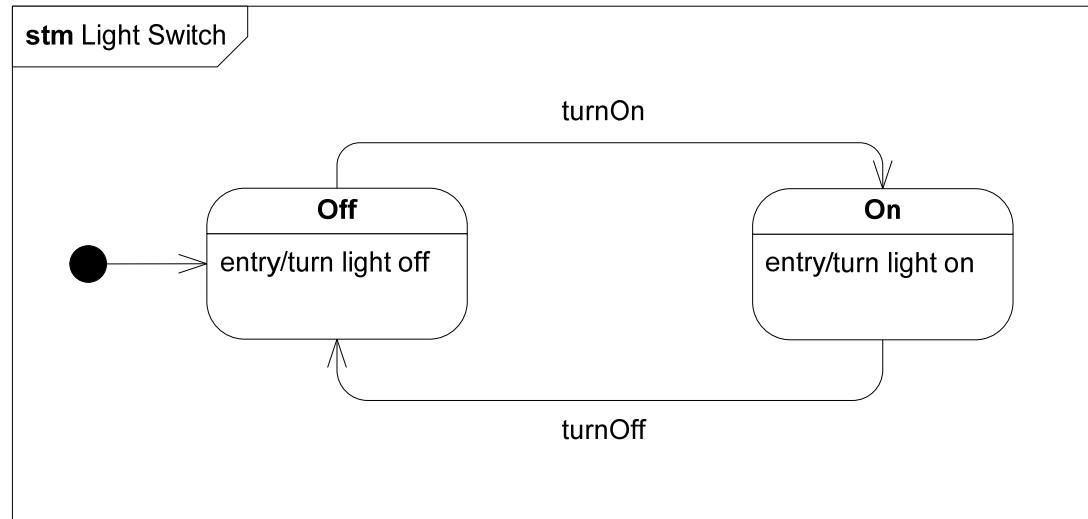 stm Light Switch
turnOn
Off
On
entry/turn light off
entry/turn light on
turnOff